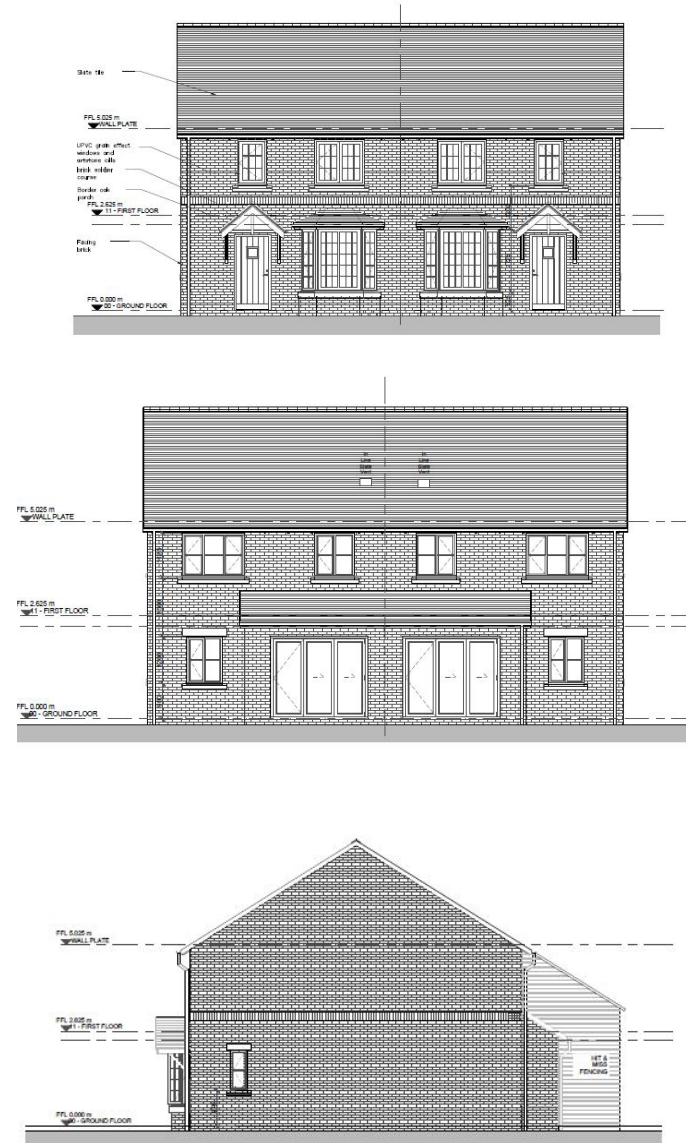 Slate tile
FFL 5.025 m
WALL PLATE
UPVC grain effect
windows and
artstone cills
brick soldier
course
Border oak
porch
FFL 2.625 m
11 - FIRST FLOOR
Facing
brick
FFL 0.000 m
00 - GROUND FLOOR
In
Line
Slate
Vent
In
Line
Slate
Vent
FFL 5.025 m
WALL PLATE
FFL 2.625 m
11 - FIRST FLOOR
1200
FFL 0.000 m
00 - GROUND FLOOR
FFL 5.025 m
WALL PLATE
FFL 2.625 m
11 - FIRST FLOOR
HIT &
MISS
FENCING
FFL 0.000 m
00 - GROUND FLOOR